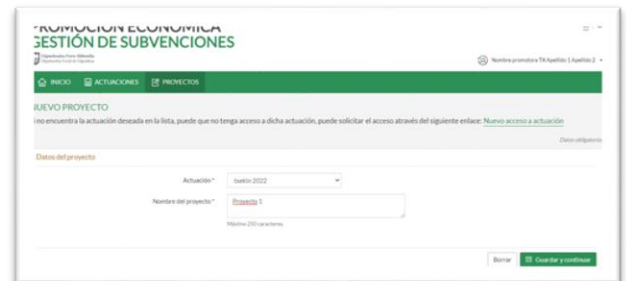 PROMOCIÓN ECONÓMICA
GESTIÓN DE SUBVENCIONES
Nombre promotora TX Apellido 1 Apellido 2
INICIO ACTUACIONES PROYECTOS
NUEVO PROYECTO
i no encuentra la actuación deseada en la lista, puede que no tenga acceso a dicha actuación, puede solicitar el acceso através del siguiente enlace: Nuevo acceso a actuación
Datos obligatorio
Datos del proyecto
Actuación * txekin 2022
Nombre del proyecto * Proyecto 1
Máximo 250 caracteres
Borrar Guardar y continuar